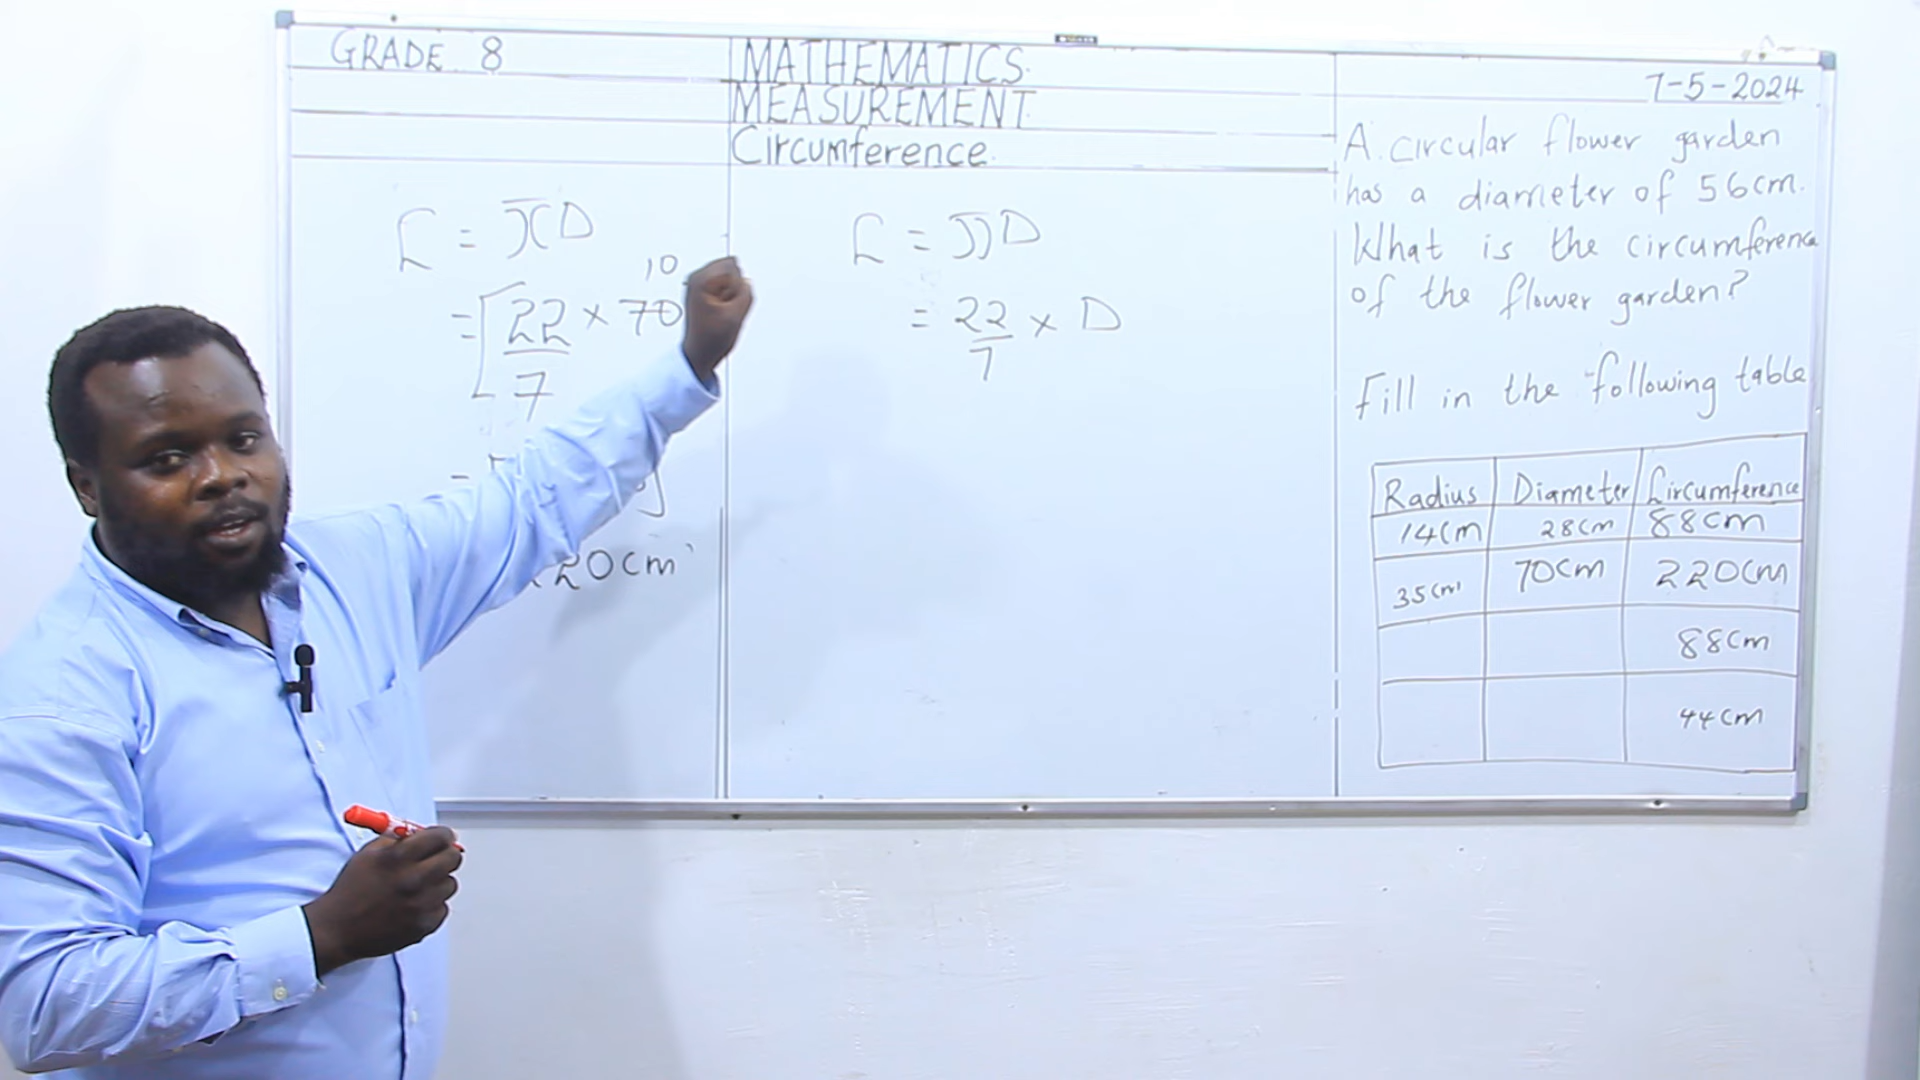 GRADE 8
MATHEMATICS
MEASUREMENT
Circumference
7-5-2024
C = πD
= 22 × 70
7
10
220cm
C = πD
= 22 × D
7
A circular flower garden
has a diameter of 56cm.
What is the circumference
of the flower garden?
Fill in the following table
Radius Diameter Circumference
14cm 28cm 88cm
35cm 70cm 220cm
88cm
44cm